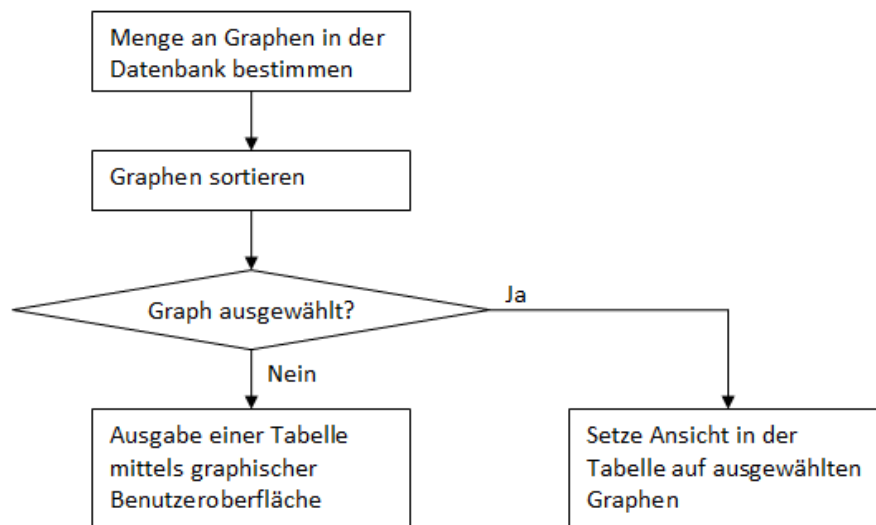 Menge an Graphen in der
Datenbank bestimmen
Graphen sortieren
Graph ausgewählt?
Ja
Nein
Ausgabe einer Tabelle
mittels graphischer
Benutzeroberfläche
Setze Ansicht in der
Tabelle auf ausgewählten
Graphen